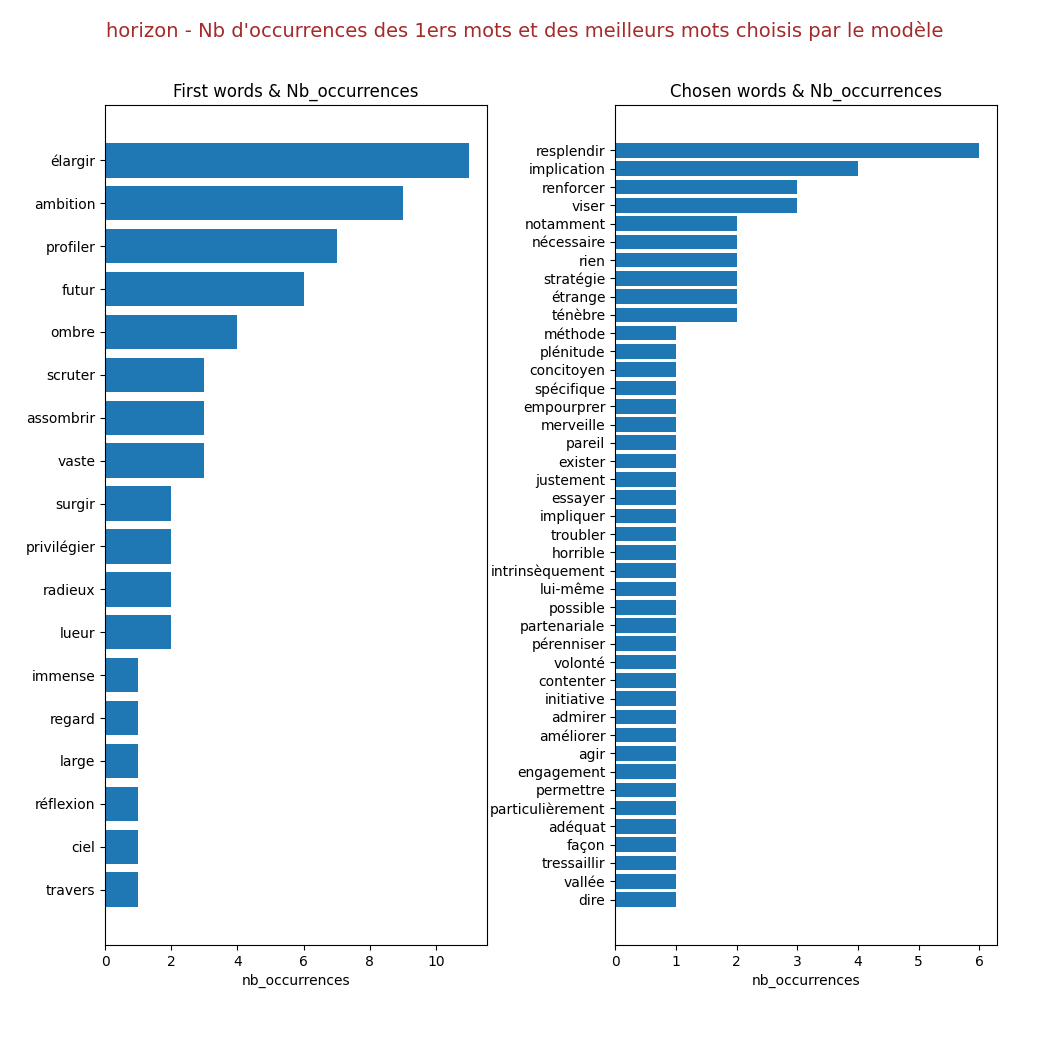 horizon - Nb d'occurrences des 1ers mots et des meilleurs mots choisis par le modèle
First words & Nb_occurrences
élargir
ambition
profiler
futur
ombre
scruter
assombrir
vaste
surgir
privilégier
radieux
lueur
immense
regard
large
réflexion
ciel
travers
0 2 4 6 8 10
nb_occurrences
Chosen words & Nb_occurrences
resplendir
implication
renforcer
viser
notamment
nécessaire
rien
stratégie
étrange
ténèbre
méthode
plénitude
concitoyen
spécifique
empourprer
merveille
pareil
exister
justement
essayer
impliquer
troubler
horrible
intrinsèquement
lui-même
possible
partenariale
pérenniser
volonté
contenter
initiative
admirer
améliorer
agir
engagement
permettre
particulièrement
adéquat
façon
tressaillir
vallée
dire
0 1 2 3 4 5 6
nb_occurrences